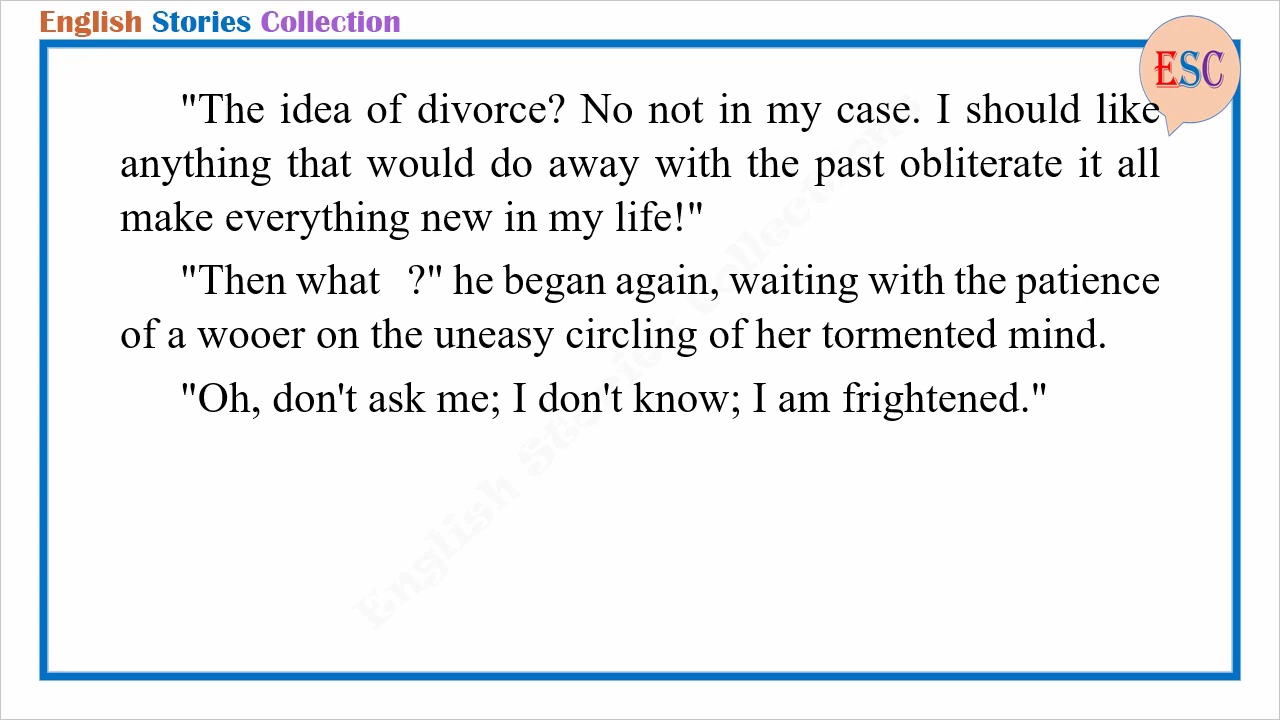 English Stories Collection
ESC
"The idea of divorce? No not in my case. I should like
anything that would do away with the past obliterate it all
make everything new in my life!"
"Then what ?" he began again, waiting with the patience
of a wooer on the uneasy circling of her tormented mind.
"Oh, don't ask me; I don't know; I am frightened."
English Stories Collections